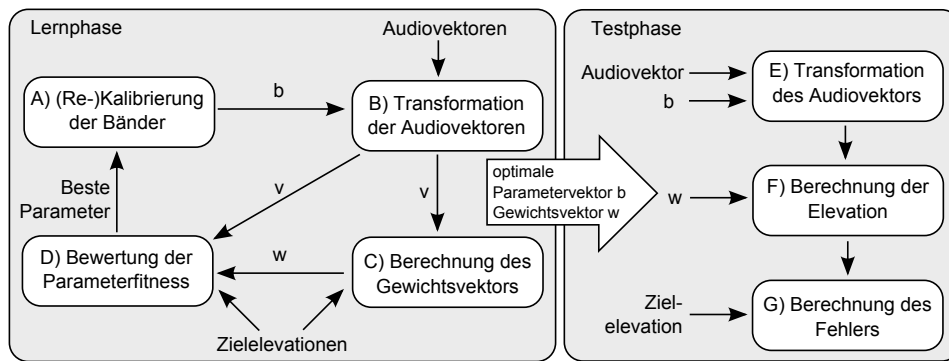 Lernphase
Audiovektoren
A) (Re-)Kalibrierung
der Bänder
b
B) Transformation
der Audiovektoren
Beste
Parameter
v
v
D) Bewertung der
Parameterfitness
w
C) Berechnung des
Gewichtsvektors
Zielelevationen
optimale
Parametervektor b
Gewichtsvektor w
Testphase
Audiovektor
b
E) Transformation
des Audiovektors
w
F) Berechnung der
Elevation
Ziel-
elevation
G) Berechnung des
Fehlers